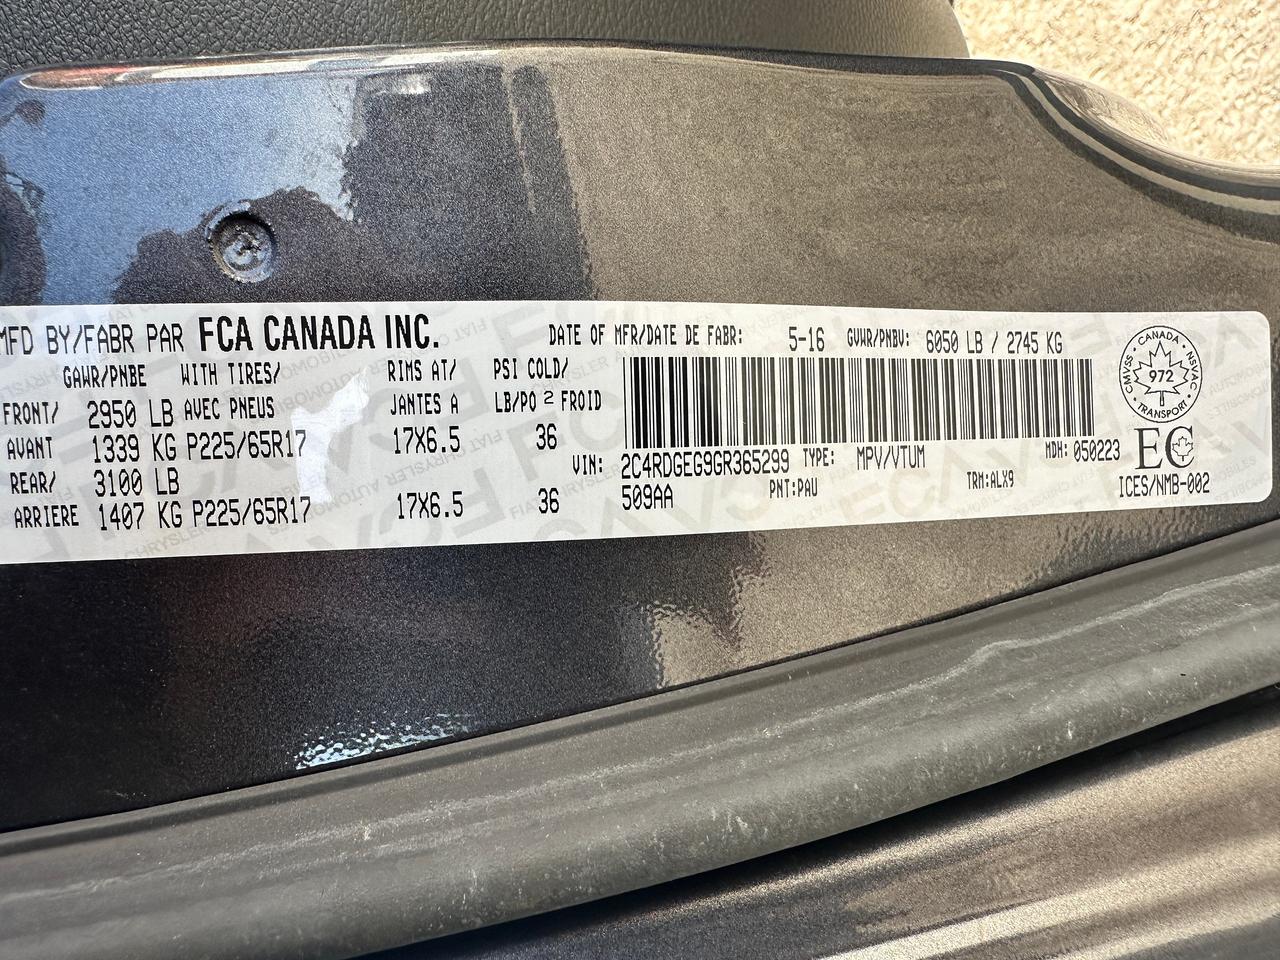 MFD BY/FABR PAR FCA CANADA INC. DATE OF MFR/DATE DE FABR: 5-16 GVWR/PNBV: 6050 LB / 2745 KG
GAWR/PNBE WITH TIRES/ RIMS AT/ PSI COLD/
FRONT/ 2950 LB AVEC PNEUS JANTES A LB/PO 2 FROID
AVANT 1339 KG P225/65R17 17X6.5 36
REAR/ 3100 LB
ARRIERE 1407 KG P225/65R17 17X6.5 36
VIN: 2C4RDGEG9GR365299 TYPE: MPV/VTUM MDH: 050223
509AA PNT:PAU TRM:ALX9
CANADA
CMVSS NSVAC
972
TRANSPORT
EC
ICES/NMB-002